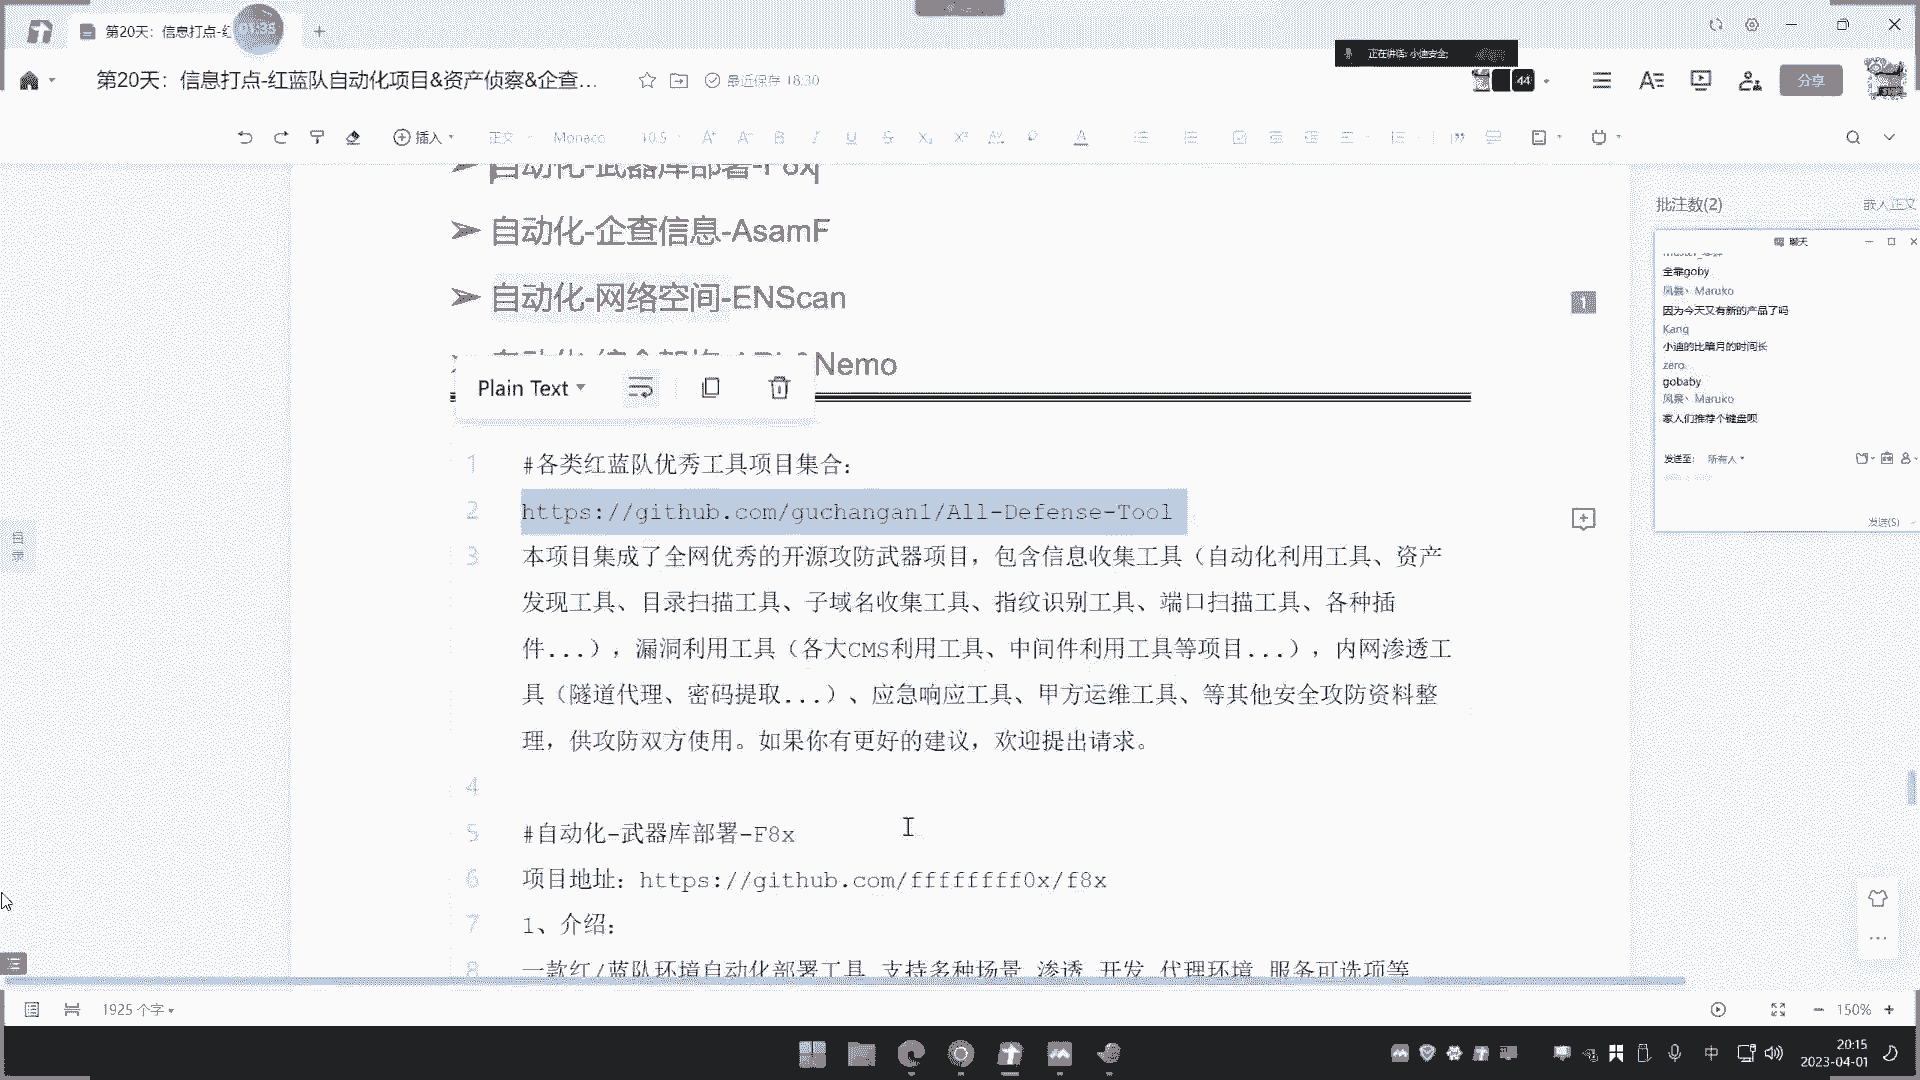 第20天：信息打点-纟
01:35
第20天：信息打点-红蓝队自动化项目&资产侦察&企查...
最近保存 18:30
正在讲话: 小迪安全;
44
分享
插入
正文
Monaco
10.5
自动化-武器库部署-F8x
自动化-企查信息-AsamF
自动化-网络空间-ENScan
Nemo
Plain Text
1 #各类红蓝队优秀工具项目集合：
2 https://github.com/guchangan1/All-Defense-Tool
3 本项目集成了全网优秀的开源攻防武器项目，包含信息收集工具（自动化利用工具、资产
发现工具、目录扫描工具、子域名收集工具、指纹识别工具、端口扫描工具、各种插
件...），漏洞利用工具（各大CMS利用工具、中间件利用工具等项目...），内网渗透工
具（隧道代理、密码提取...）、应急响应工具、甲方运维工具、等其他安全攻防资料整
理，供攻防双方使用。如果你有更好的建议，欢迎提出请求。
4
5 #自动化-武器库部署-F8x
6 项目地址：https://github.com/ffffffff0x/f8x
7 1、介绍：
8 一款红/蓝队环境自动化部署工具,支持多种场景,渗透,开发,代理环境,服务可选项等
批注数(2)
嵌入正文
1
聊天
全靠goby
风景丶Maruko
因为今天又有新的产品了吗
Kang
小迪的比暗月的时间长
zero
gobaby
风景丶Maruko
家人们推荐个键盘呗
发送至: 所有人
发送(S)
目录
1925 个字
150%
中
20:15
2023-04-01